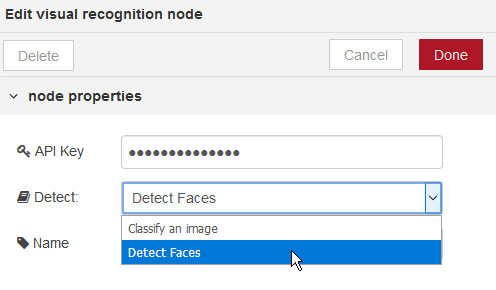 Edit visual recognition node
Delete
Cancel
Done
node properties
API Key
●●●●●●●●●●●●●●
Detect:
Detect Faces
Classify an image
Detect Faces
Name